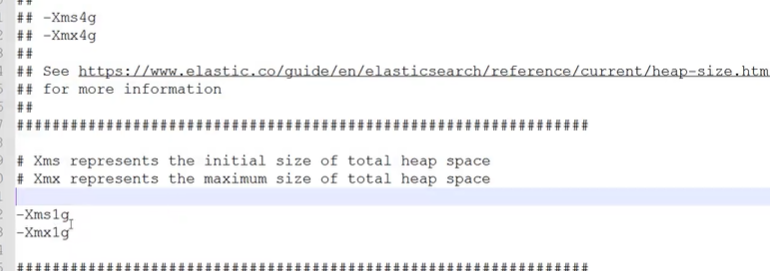 ##
## -Xms4g
## -Xmx4g
##
## See https://www.elastic.co/guide/en/elasticsearch/reference/current/heap-size.htm
## for more information
##
################################################################
# Xms represents the initial size of total heap space
# Xmx represents the maximum size of total heap space
-Xms1g
-Xmx1g
################################################################